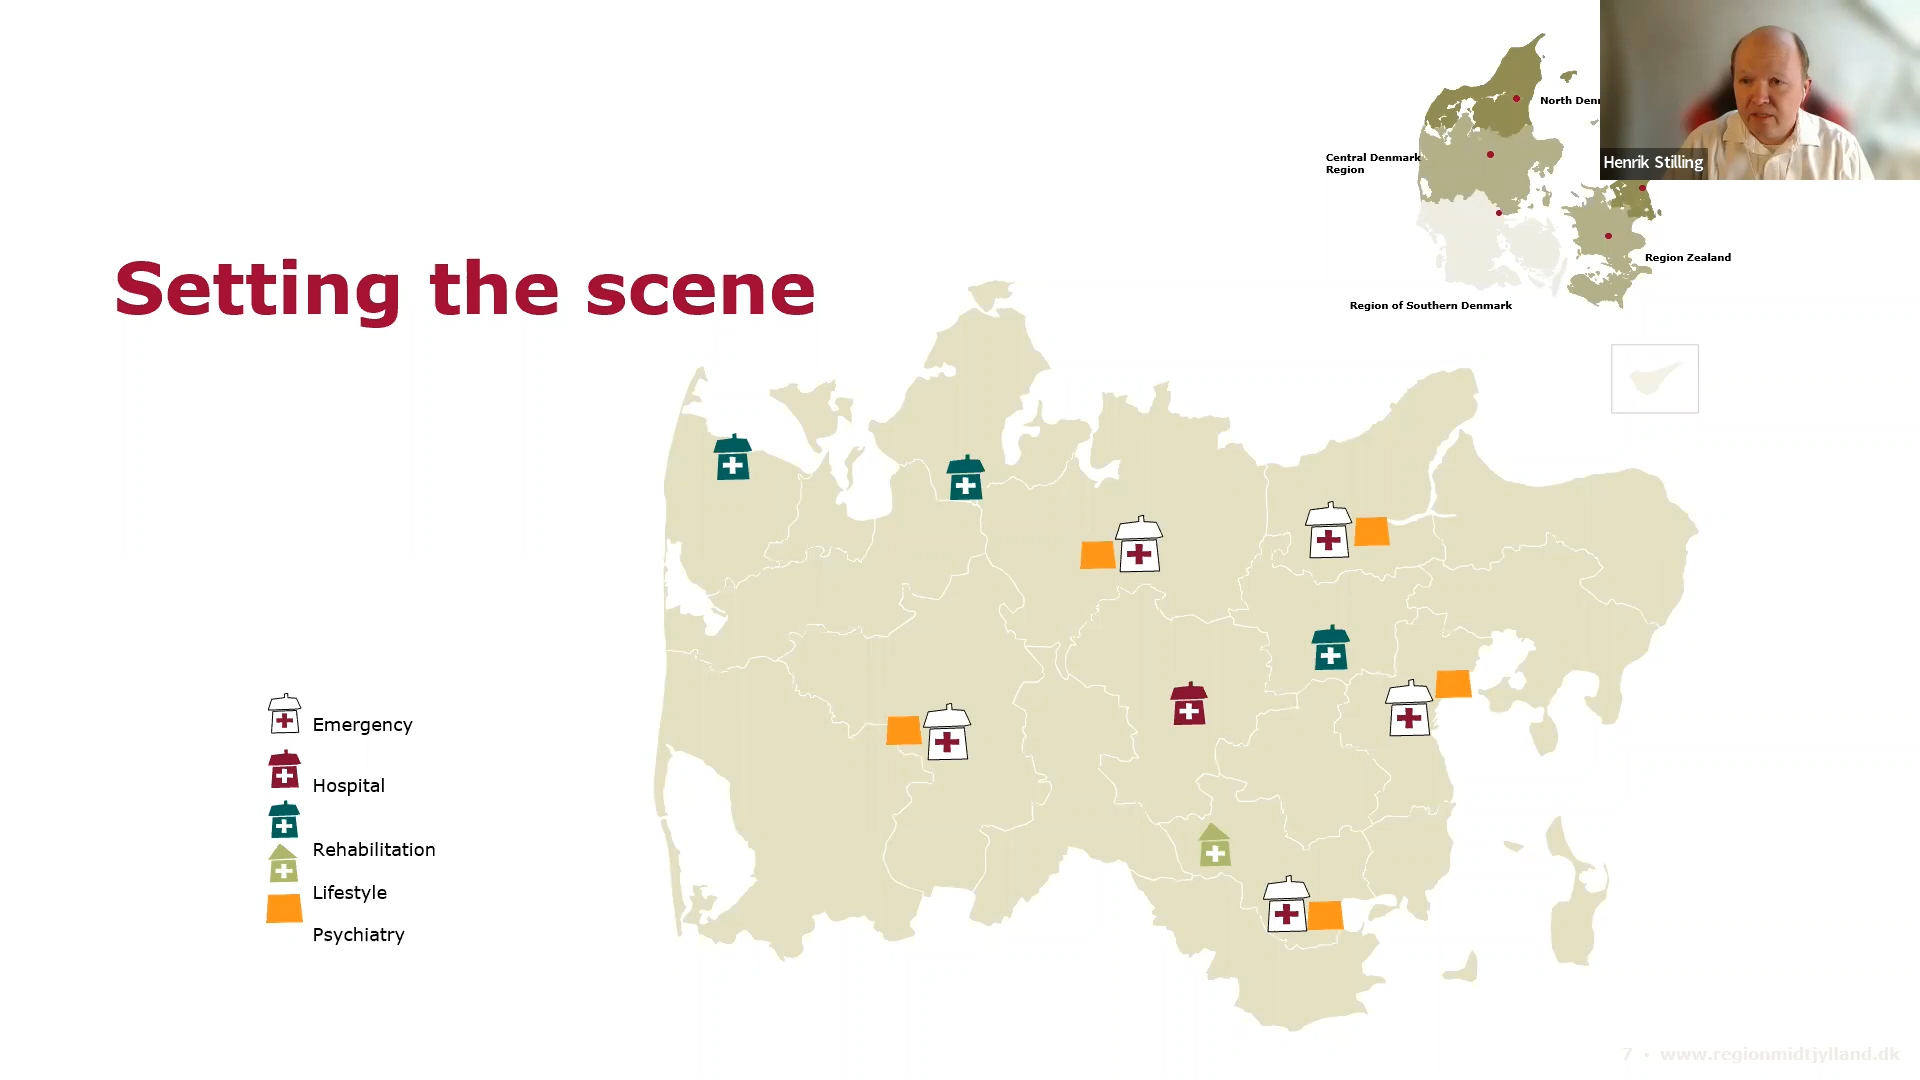 North Den
Henrik Stilling
Central Denmark
Region
Region Zealand
Region of Southern Denmark
Setting the scene
Emergency
Hospital
Rehabilitation
Lifestyle
Psychiatry
7 • www.regionmidtjylland.dk